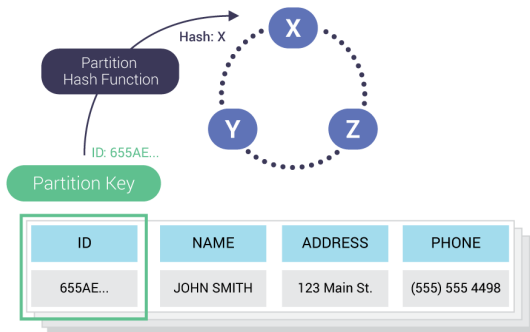 X
Hash: X
Partition
Hash Function
Y
Z
ID: 655AE...
Partition Key
ID NAME ADDRESS PHONE
655AE... JOHN SMITH 123 Main St. (555) 555 4498